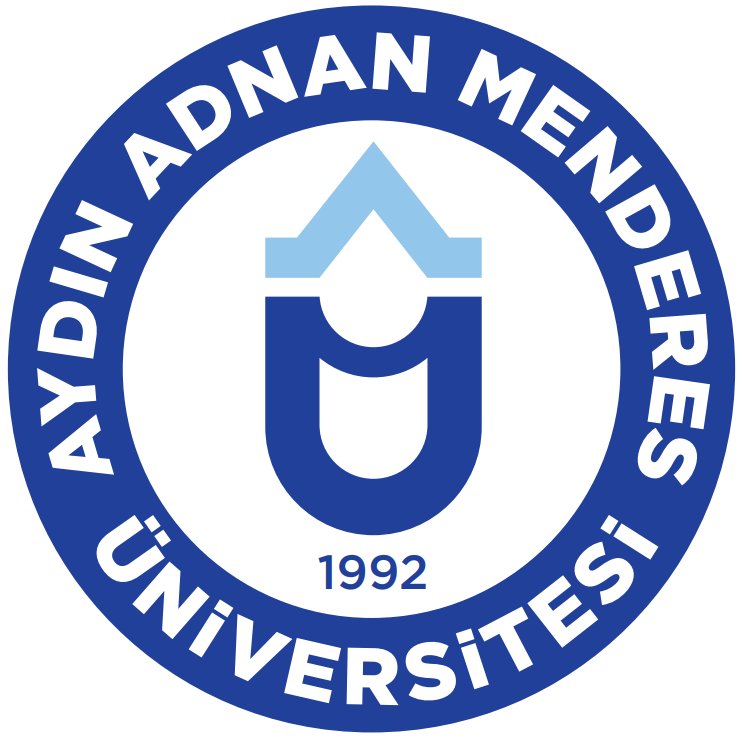 AYDIN ADNAN MENDERES
ÜNİVERSİTESİ
1992